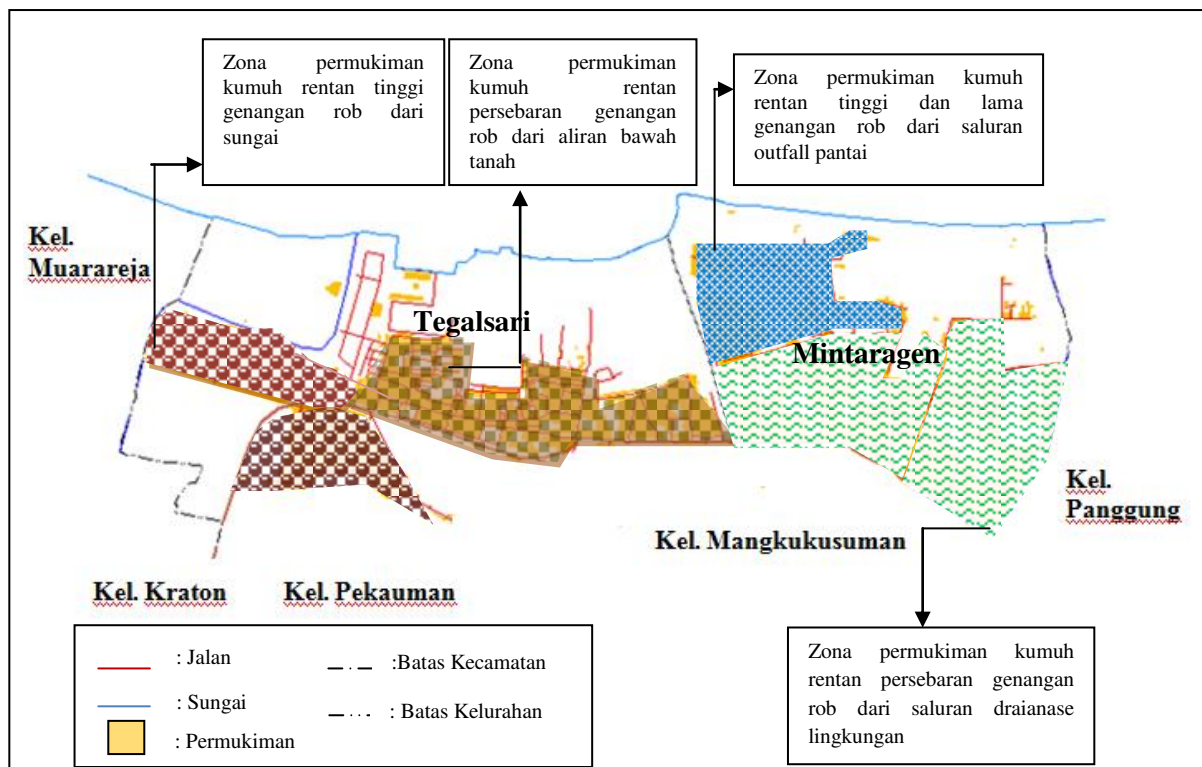 Zona permukiman
kumuh rentan tinggi
genangan rob dari
sungai
Zona permukiman
kumuh rentan
persebaran genangan
rob dari aliran bawah
tanah
Zona permukiman kumuh
rentan tinggi dan lama
genangan rob dari saluran
outfall pantai
Kel.
Muarareja
Tegalsari
Mintaragen
Kel.
Panggung
Kel. Mangkukusuman
Kel. Kraton
Kel. Pekauman
: Jalan
: Sungai
: Permukiman
:Batas Kecamatan
: Batas Kelurahan
Zona permukiman kumuh
rentan persebaran genangan
rob dari saluran draianase
lingkungan